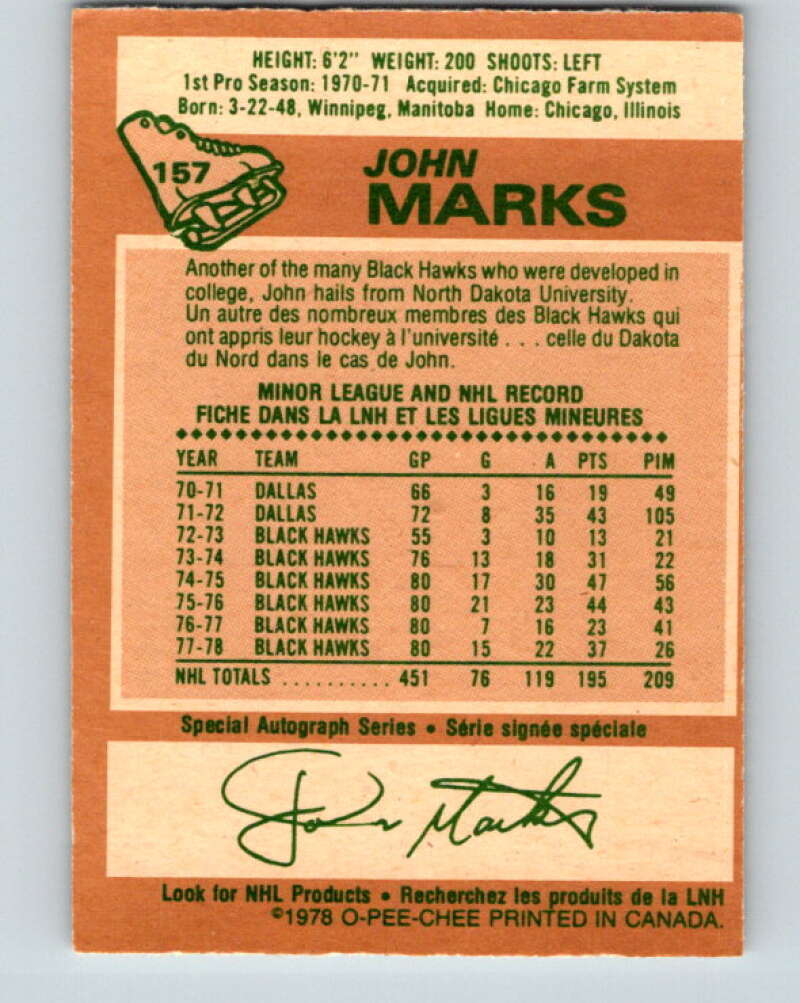 HEIGHT: 6'2" WEIGHT: 200 SHOOTS: LEFT
1st Pro Season: 1970-71 Acquired: Chicago Farm System
Born: 3-22-48, Winnipeg, Manitoba Home: Chicago, Illinois
157
JOHN
MARKS
Another of the many Black Hawks who were developed in
college, John hails from North Dakota University.
Un autre des nombreux membres des Black Hawks qui
ont appris leur hockey à l'université . . . celle du Dakota
du Nord dans le cas de John.
MINOR LEAGUE AND NHL RECORD
FICHE DANS LA LNH ET LES LIGUES MINEURES
YEAR TEAM GP G A PTS PIM
70-71 DALLAS 66 3 16 19 49
71-72 DALLAS 72 8 35 43 105
72-73 BLACK HAWKS 55 3 10 13 21
73-74 BLACK HAWKS 76 13 18 31 22
74-75 BLACK HAWKS 80 17 30 47 56
75-76 BLACK HAWKS 80 21 23 44 43
76-77 BLACK HAWKS 80 7 16 23 41
77-78 BLACK HAWKS 80 15 22 37 26
NHL TOTALS .......... 451 76 119 195 209
Special Autograph Series • Série signée spéciale
John Marks
Look for NHL Products • Recherchez les produits de la LNH
©1978 O-PEE-CHEE PRINTED IN CANADA.